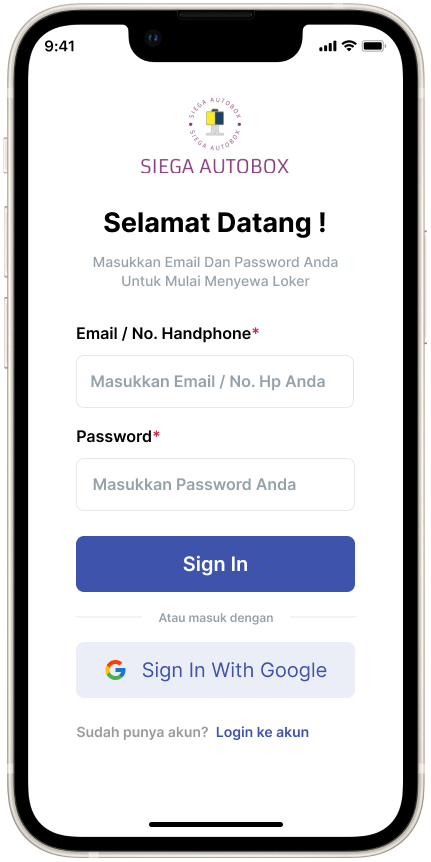 9:41
SIEGA AUTOBOX
SIEGA AUTOBOX
SIEGA AUTOBOX
Selamat Datang !
Masukkan Email Dan Password Anda
Untuk Mulai Menyewa Loker
Email / No. Handphone*
Masukkan Email / No. Hp Anda
Password*
Masukkan Password Anda
Sign In
Atau masuk dengan
Sign In With Google
Sudah punya akun? Login ke akun